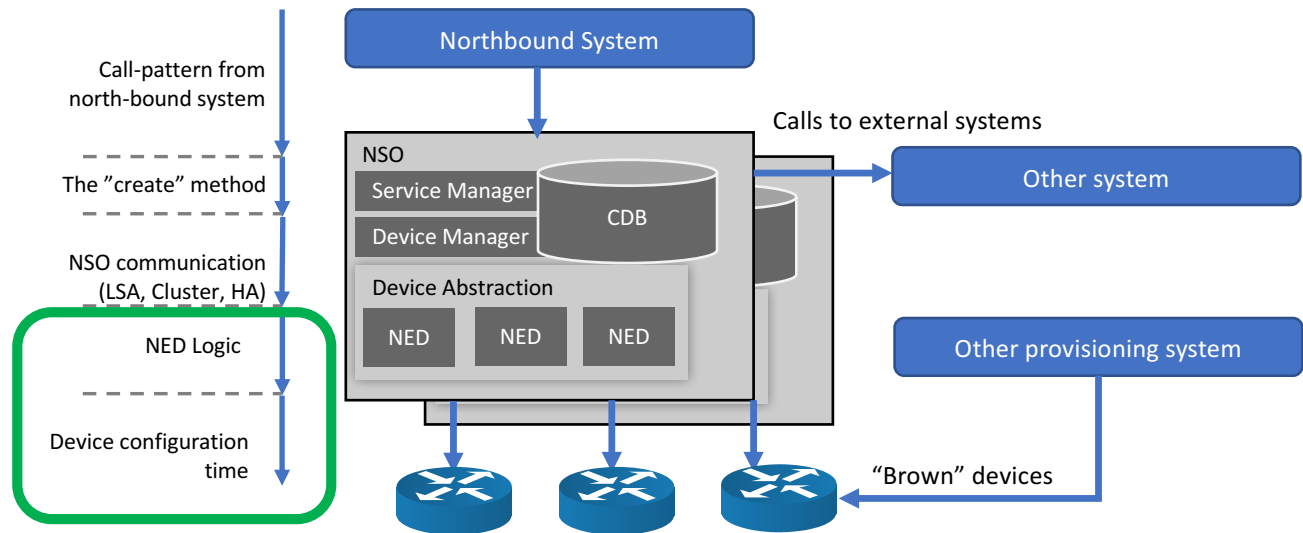 Northbound System
Call-pattern from
north-bound system
Calls to external systems
NSO
Service Manager
The ”create” method
Other system
CDB
Device Manager
NSO communication
(LSA, Cluster, HA)
Device Abstraction
NED
NED
NED
NED Logic
Other provisioning system
Device configuration
time
“Brown” devices